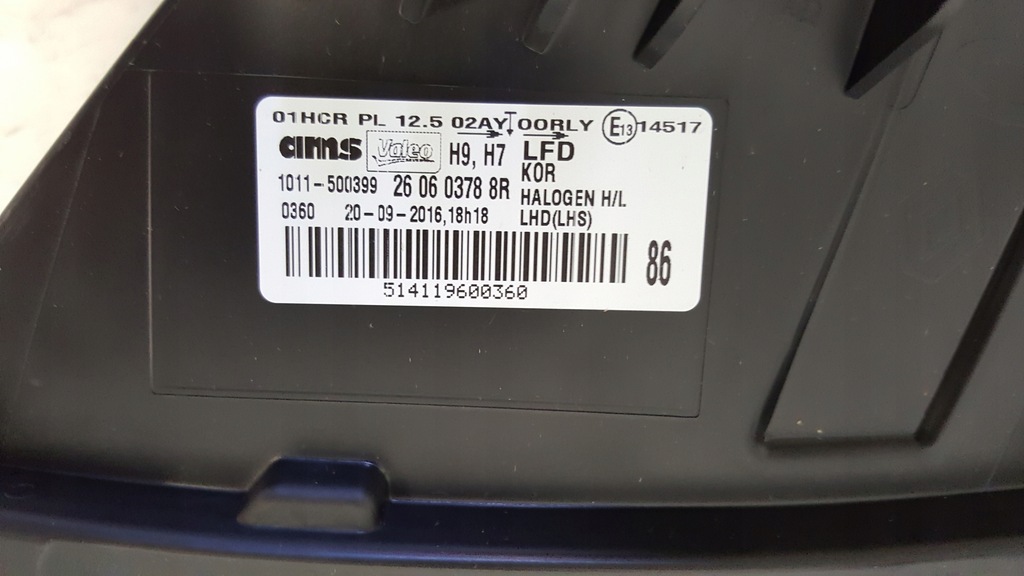 01HCR PL 12.5 02AY 00RLY E13 14517
ams Valeo H9, H7 LFD
KOR
1011-500399 26 06 0378 8R HALOGEN H/L
0360 20-09-2016,18h18 LHD(LHS)
86
514119600360